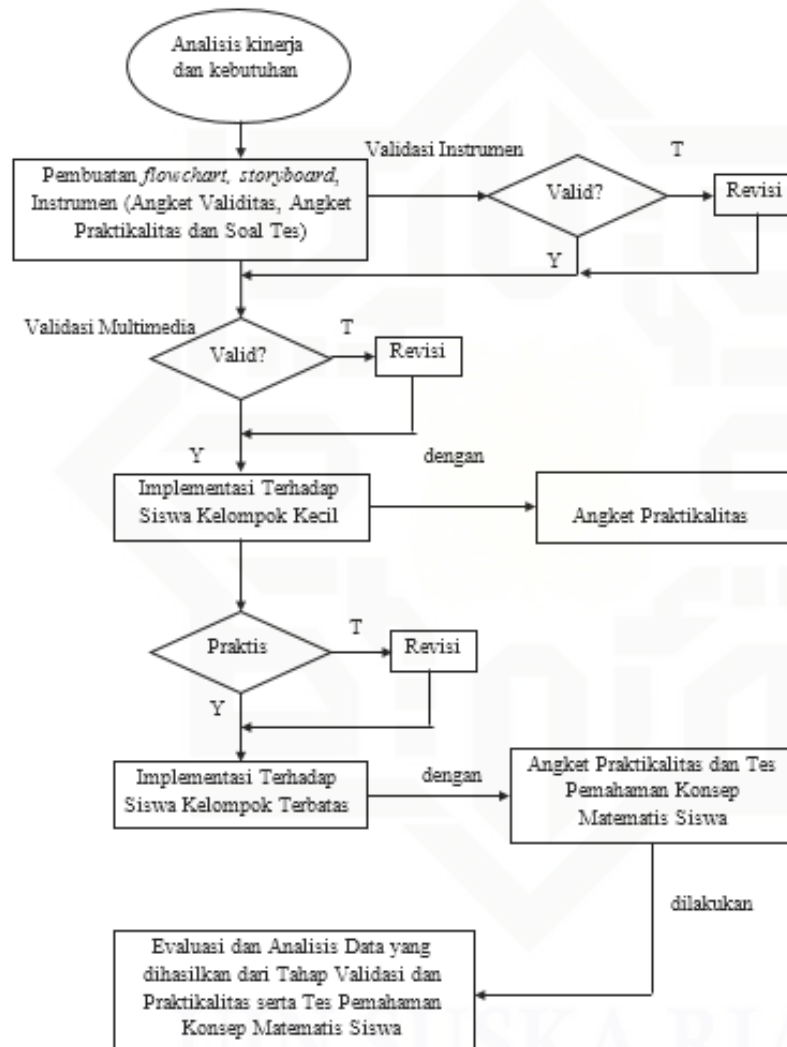 Analisis kinerja
dan kebutuhan
Pembuatan flowchart, storyboard,
Instrumen (Angket Validitas, Angket
Praktikalitas dan Soal Tes)
Validasi Instrumen
Valid?
T
Revisi
Y
Validasi Multimedia
Valid?
T
Revisi
Y
dengan
Implementasi Terhadap
Siswa Kelompok Kecil
Angket Praktikalitas
Praktis
T
Revisi
Y
Implementasi Terhadap
Siswa Kelompok Terbatas
dengan
Angket Praktikalitas dan Tes
Pemahaman Konsep
Matematis Siswa
dilakukan
Evaluasi dan Analisis Data yang
dihasilkan dari Tahap Validasi dan
Praktikalitas serta Tes Pemahaman
Konsep Matematis Siswa
SUSKA RIA